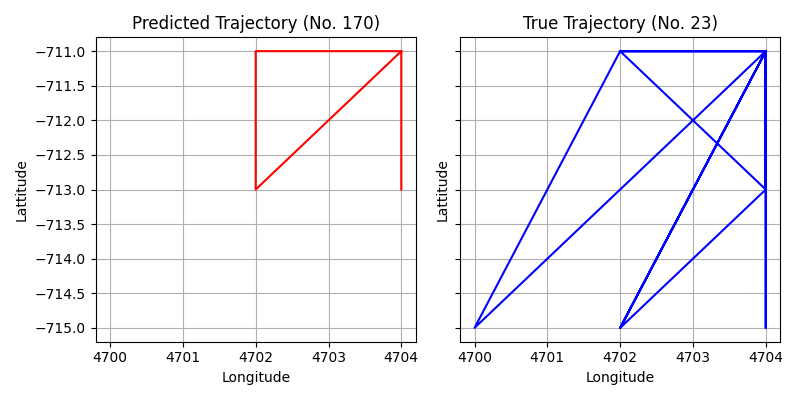 Predicted Trajectory (No. 170)
True Trajectory (No. 23)
−711.0
−711.5
−712.0
−712.5
−713.0
−713.5
−714.0
−714.5
−715.0
Lattitude
Lattitude
4700 4701 4702 4703 4704
4700 4701 4702 4703 4704
Longitude
Longitude